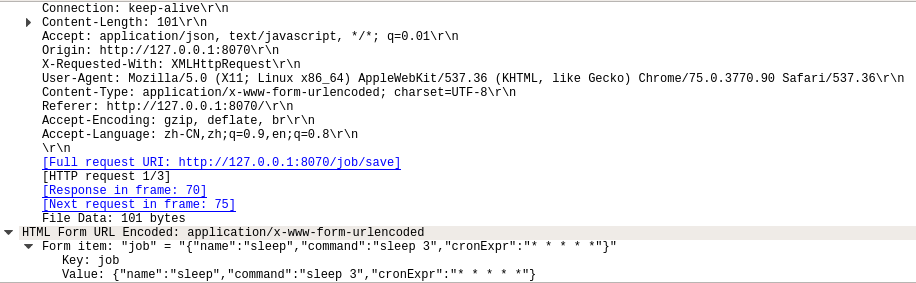 Connection: keep-alive\r\n
Content-Length: 101\r\n
Accept: application/json, text/javascript, */*; q=0.01\r\n
Origin: http://127.0.0.1:8070\r\n
X-Requested-With: XMLHttpRequest\r\n
User-Agent: Mozilla/5.0 (X11; Linux x86_64) AppleWebKit/537.36 (KHTML, like Gecko) Chrome/75.0.3770.90 Safari/537.36\r\n
Content-Type: application/x-www-form-urlencoded; charset=UTF-8\r\n
Referer: http://127.0.0.1:8070/\r\n
Accept-Encoding: gzip, deflate, br\r\n
Accept-Language: zh-CN,zh;q=0.9,en;q=0.8\r\n
\r\n
[Full request URI: http://127.0.0.1:8070/job/save]
[HTTP request 1/3]
[Response in frame: 70]
[Next request in frame: 75]
File Data: 101 bytes
HTML Form URL Encoded: application/x-www-form-urlencoded
Form item: "job" = "{"name":"sleep","command":"sleep 3","cronExpr":"* * * * *"}"
Key: job
Value: {"name":"sleep","command":"sleep 3","cronExpr":"* * * * *"}